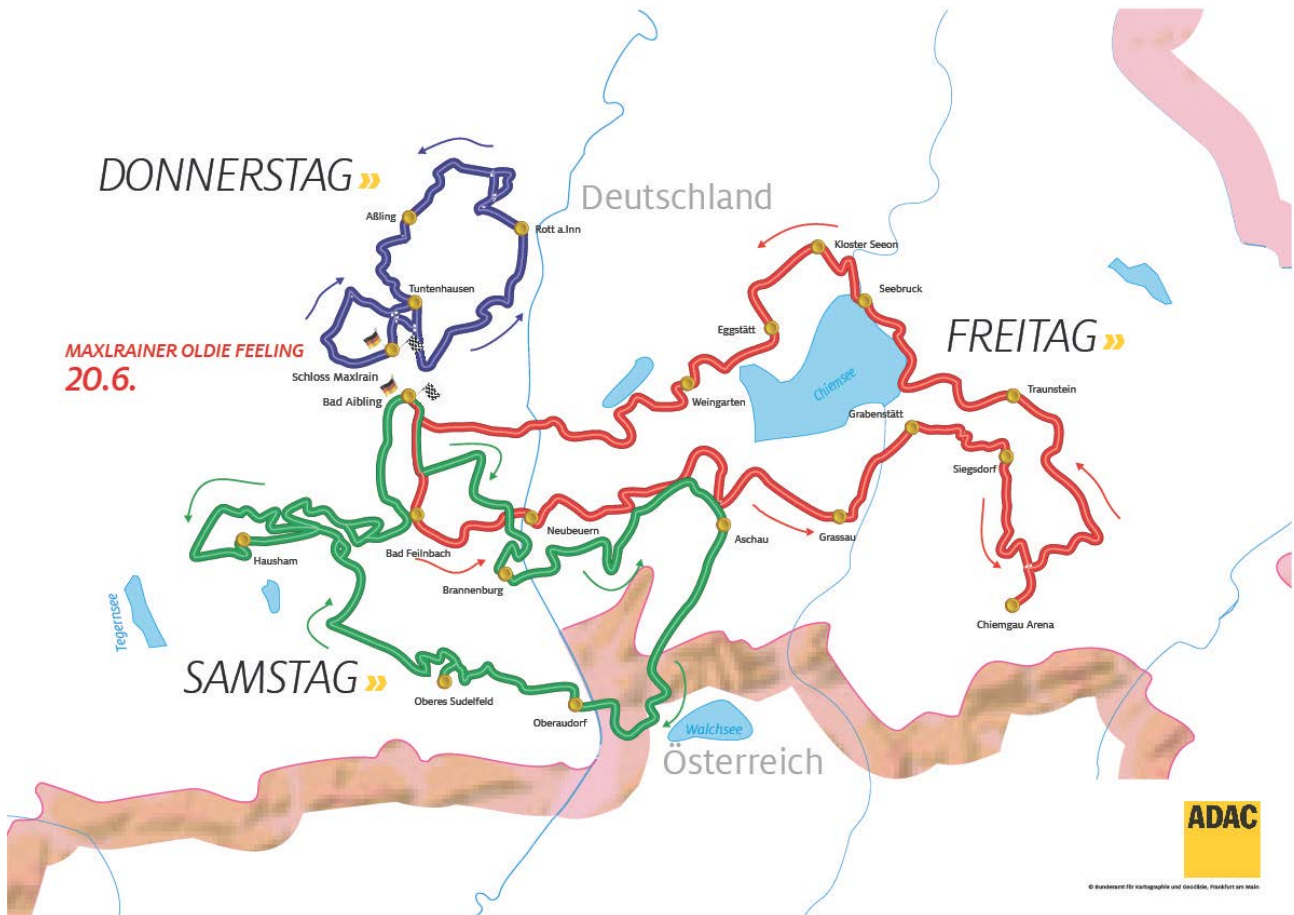 DONNERSTAG »
Deutschland
Aßling
Rott a.Inn
Kloster Seeon
Tuntenhausen
Seebruck
Eggstätt
FREITAG »
MAXLRAINER OLDIE FEELING
20.6.
Schloss Maxlrain
Bad Aibling
Chiemsee
Traunstein
Weingarten
Grabenstätt
Siegsdorf
Neubeuern
Aschau
Grassau
Bad Feilnbach
Hausham
Brannenburg
Chiemgau Arena
Tegernsee
SAMSTAG »
Oberes Sudelfeld
Oberaudorf
Walchsee
Österreich
ADAC
© Bundesamt für Kartographie und Geodäsie, Frankfurt am Main